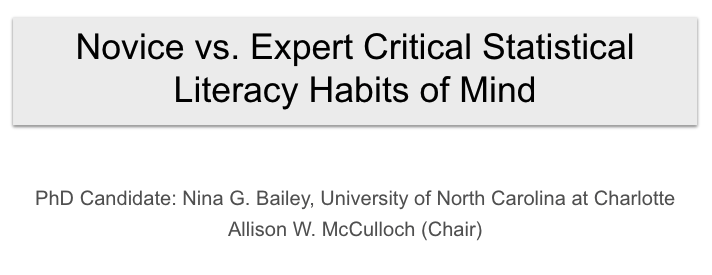 Novice vs. Expert Critical Statistical
Literacy Habits of Mind
PhD Candidate: Nina G. Bailey, University of North Carolina at Charlotte
Allison W. McCulloch (Chair)